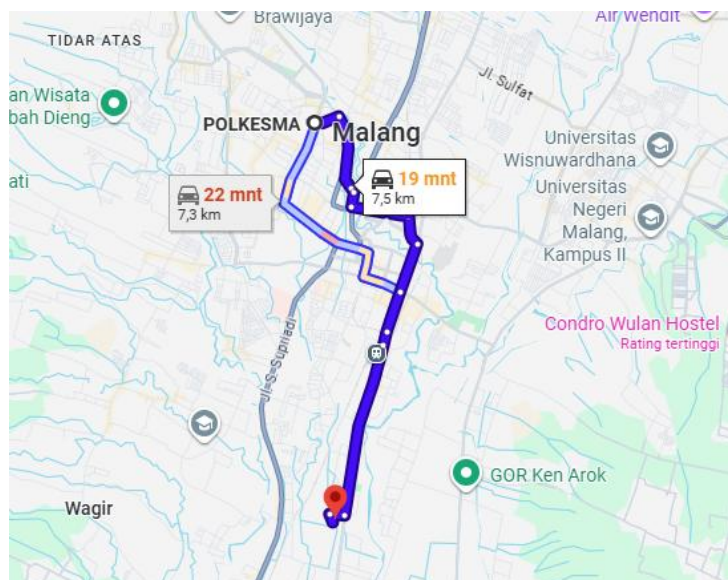 Brawijaya
Air Wendit
TIDAR ATAS
Jl. Sulfat
an Wisata
bah Dieng
POLKESMA
Malang
Universitas
Wisnuwardhana
ati
22 mnt
7,3 km
19 mnt
7,5 km
Universitas
Negeri
Malang,
Kampus II
Condro Wulan Hostel
Rating tertinggi
Jl-S-Supriadi
GOR Ken Arok
Wagir